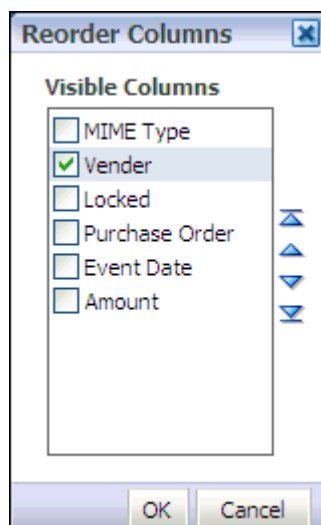 Reorder Columns
Visible Columns
MIME Type
Vender
Locked
Purchase Order
Event Date
Amount
OK Cancel